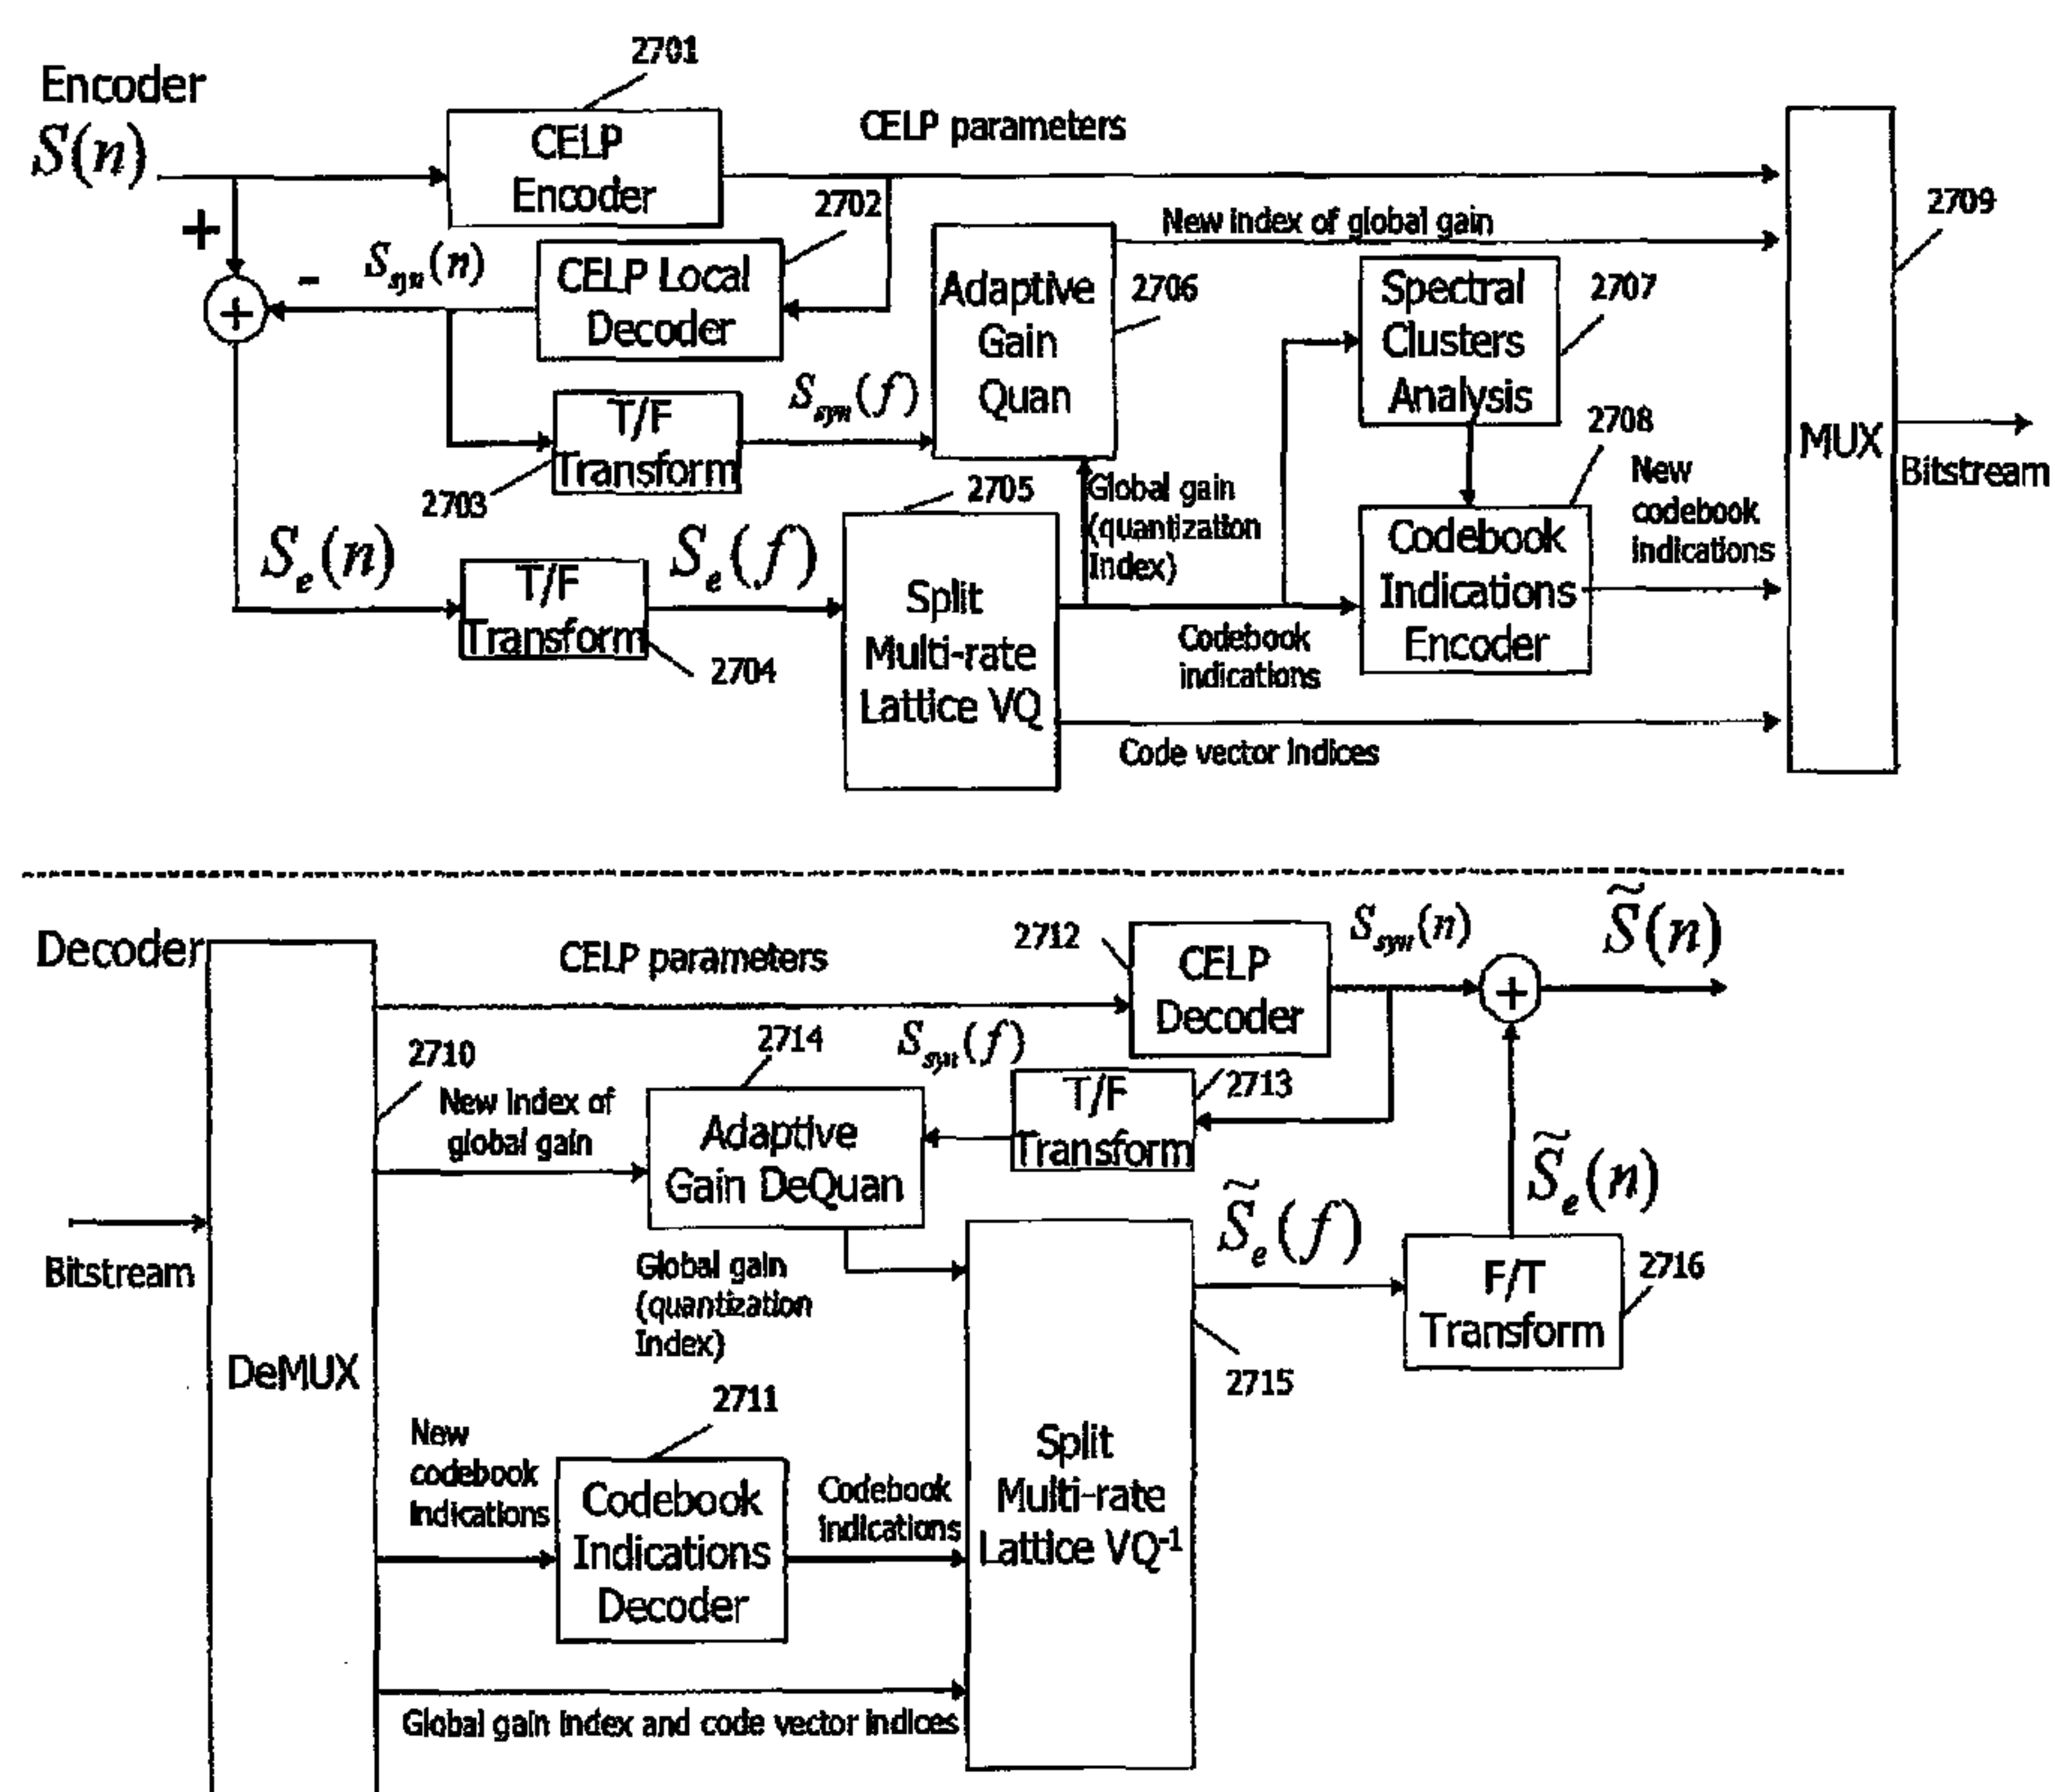 Encoder
S(n)
2701
CELP
Encoder
CELP parameters
2702
+
-
S_syn(n)
CELP Local
Decoder
+
T/F
Transform
2703
S_syn(f)
Adaptive
Gain
Quan
2706
New index of global gain
Spectral
Clusters
Analysis
2707
2708
2709
MUX
Bitstream
S_e(n)
T/F
Transform
2704
S_e(f)
2705
Split
Multi-rate
Lattice VQ
Global gain
(quantization
Index)
Codebook
indications
Codebook
Indications
Encoder
New
codebook
indications
Code vector indices
Decoder
CELP parameters
2712
CELP
Decoder
S_syn(n)
+
S̃(n)
2710
2714
S_syn(f)
T/F
Transform
2713
New index of
global gain
Adaptive
Gain DeQuan
S̃_e(n)
S̃_e(f)
Bitstream
Global gain
(quantization
Index)
F/T
Transform
2716
DeMUX
2715
2711
New
codebook
indications
Codebook
Indications
Decoder
Codebook
indications
Split
Multi-rate
Lattice VQ⁻¹
Global gain index and code vector indices